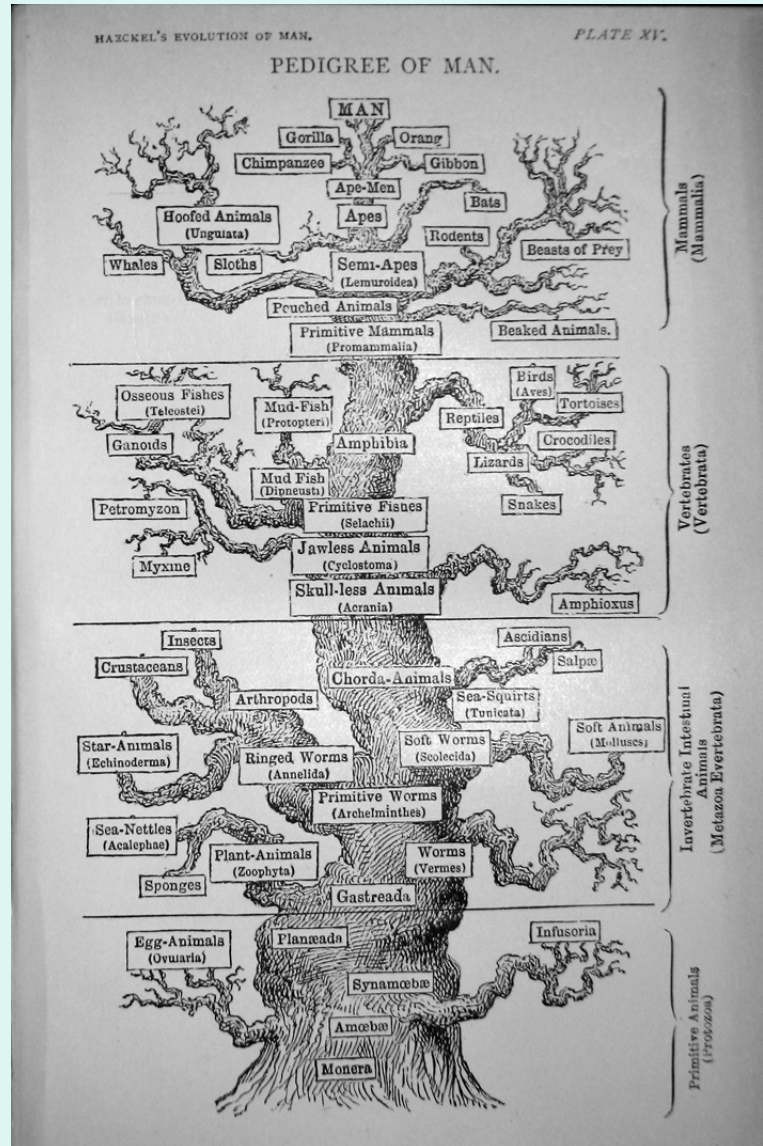 HAECKEL'S EVOLUTION OF MAN.
PLATE XV.
PEDIGREE OF MAN.
MAN
Gorilla
Orang
Chimpanzee
Gibbon
Ape-Men
Bats
Hoofed Animals
(Ungulata)
Apes
Rodents
Beasts of Prey
Whales
Sloths
Semi-Apes
(Lemuroidea)
Pouched Animals
Primitive Mammals
(Promammalia)
Beaked Animals.
Mammals
(Mammalia)
Osseous Fishes
(Teleostei)
Mud-Fish
(Protopteri)
Birds
(Aves)
Tortoises
Reptiles
Ganoids
Amphibia
Crocodiles
Lizards
Mud Fish
(Dipneusti)
Snakes
Petromyzon
Primitive Fishes
(Selachii)
Jawless Animals
(Cyclostoma)
Myxine
Skull-less Animals
(Acrania)
Amphioxus
Vertebrates
(Vertebrata)
Insects
Ascidians
Crustaceans
Salpæ
Chorda-Animals
Arthropods
Sea-Squirts
(Tunicata)
Star-Animals
(Echinoderma)
Ringed Worms
(Annelida)
Soft Worms
(Scolecida)
Soft Animals
(Molluscs)
Primitive Worms
(Archelminthes)
Sea-Nettles
(Acalephae)
Plant-Animals
(Zoophyta)
Worms
(Vermes)
Sponges
Gastreada
Invertebrate Intestinal
Animals
(Metazoa Evertebrata)
Egg-Animals
(Ovularia)
Planæada
Infusoria
Synamœbæ
Amœbæ
Monera
Primitive Animals
(Protozoa)